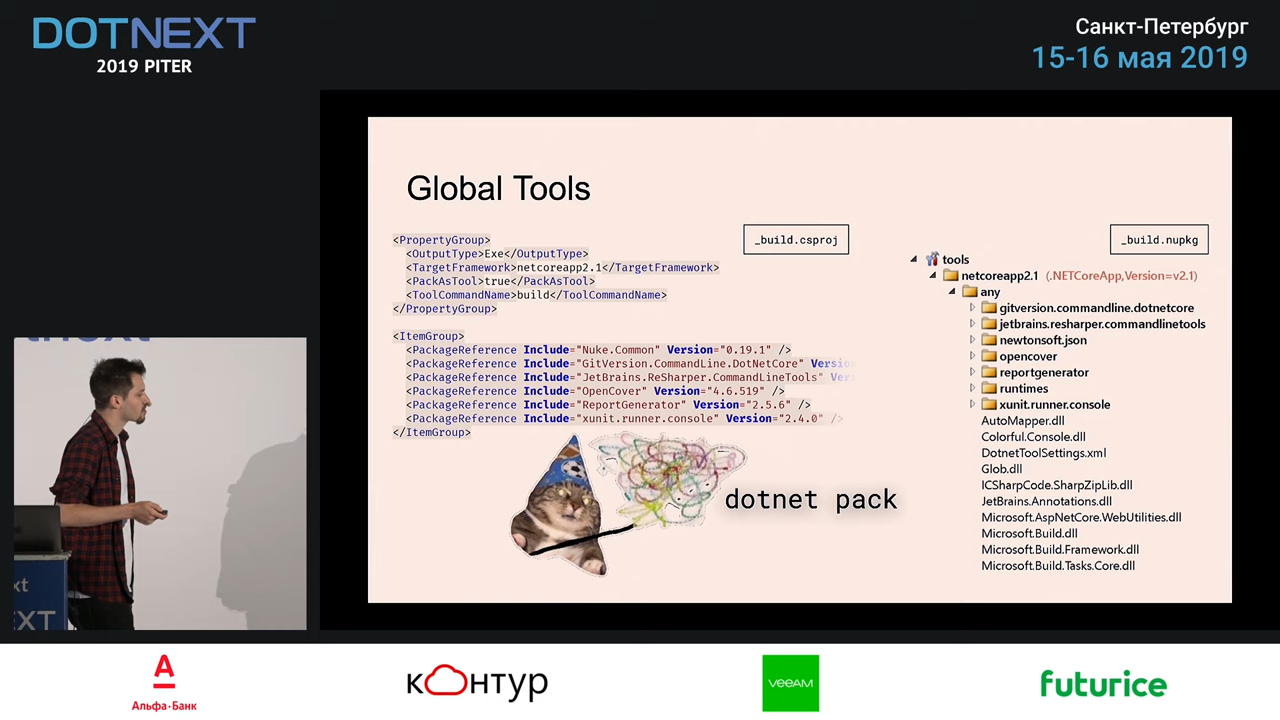 DOTNEXT
2019 PITER
Санкт-Петербург
15-16 мая 2019
Global Tools
_build.csproj
<PropertyGroup>
<OutputType>Exe</OutputType>
<TargetFramework>netcoreapp2.1</TargetFramework>
<PackAsTool>true</PackAsTool>
<ToolCommandName>build</ToolCommandName>
</PropertyGroup>
<ItemGroup>
<PackageReference Include="Nuke.Common" Version="0.19.1" />
<PackageReference Include="GitVersion.CommandLine.DotNetCore" Versio
<PackageReference Include="JetBrains.ReSharper.CommandLineTools" Ver
<PackageReference Include="OpenCover" Version="4.6.519" />
<PackageReference Include="ReportGenerator" Version="2.5.6" />
<PackageReference Include="xunit.runner.console" Version="2.4.0" />
</ItemGroup>
dotnet pack
_build.nupkg
tools
netcoreapp2.1 (.NETCoreApp,Version=v2.1)
any
gitversion.commandline.dotnetcore
jetbrains.resharper.commandlinetools
newtonsoft.json
opencover
reportgenerator
runtimes
xunit.runner.console
AutoMapper.dll
Colorful.Console.dll
DotnetToolSettings.xml
Glob.dll
ICSharpCode.SharpZipLib.dll
JetBrains.Annotations.dll
Microsoft.AspNetCore.WebUtilities.dll
Microsoft.Build.dll
Microsoft.Build.Framework.dll
Microsoft.Build.Tasks.Core.dll
tnext
xt
EXT
Альфа·Банк
контур
veeAM
futurice